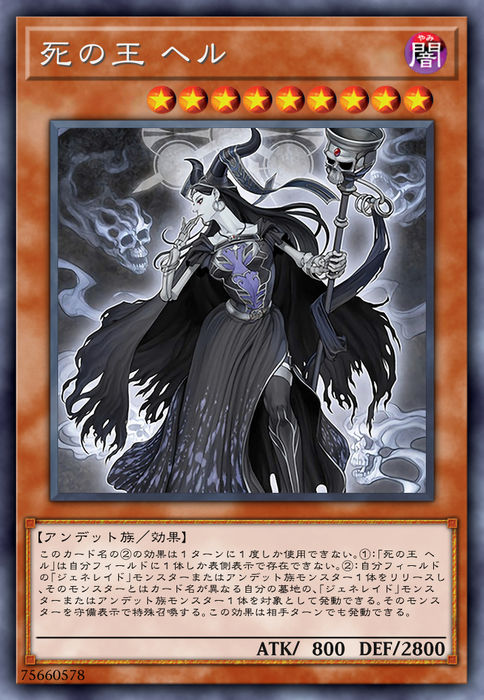 死の王 ヘル
やみ
闇
【アンデット族／効果】
このカード名の②の効果は１ターンに１度しか使用できない。①：「死の王 ヘ
ル」は自分フィールドに１体しか表側表示で存在できない。②：自分フィールド
の「ジェネレイド」モンスターまたはアンデット族モンスター１体をリリースし
、そのモンスターとはカード名が異なる自分の墓地の、「ジェネレイド」モンス
ターまたはアンデット族モンスター１体を対象として発動できる。そのモンス
ターを守備表示で特殊召喚する。この効果は相手ターンでも発動できる。
ATK/ 800 DEF/2800
75660578